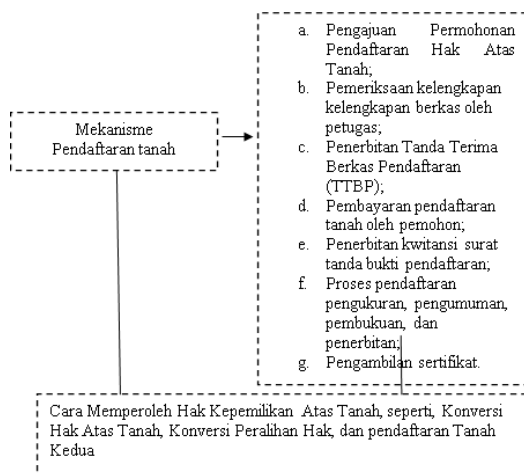 Mekanisme
Pendaftaran tanah
a. Pengajuan Permohonan
Pendaftaran Hak Atas
Tanah;
b. Pemeriksaan kelengkapan
kelengkapan berkas oleh
petugas;
c. Penerbitan Tanda Terima
Berkas Pendaftaran
(TTBP);
d. Pembayaran pendaftaran
tanah oleh pemohon;
e. Penerbitan kwitansi surat
tanda bukti pendaftaran;
f. Proses pendaftaran
pengukuran, pengumuman,
pembukuan, dan
penerbitan;
g. Pengambilan sertifikat.
Cara Memperoleh Hak Kepemilikan Atas Tanah, seperti, Konversi
Hak Atas Tanah, Konversi Peralihan Hak, dan pendaftaran Tanah
Kedua